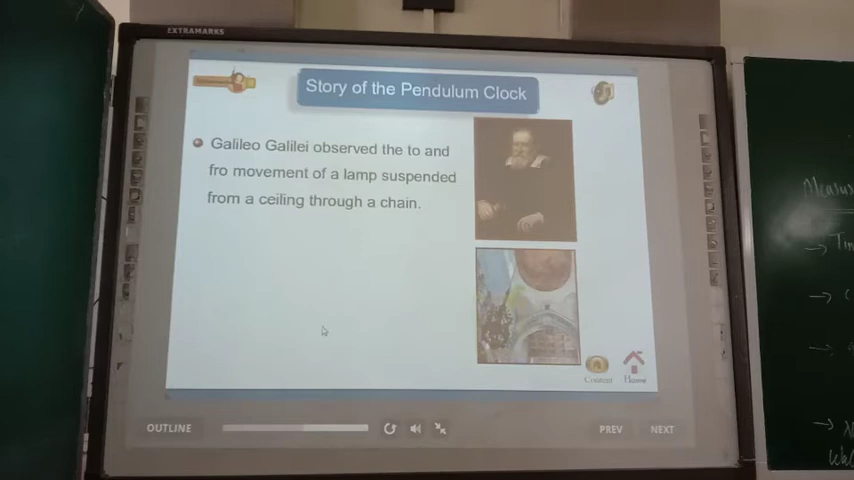 EXTRAMARKS
Story of the Pendulum Clock
Galileo Galilei observed the to and
fro movement of a lamp suspended
from a ceiling through a chain.
Content
Home
OUTLINE
PREV
NEXT